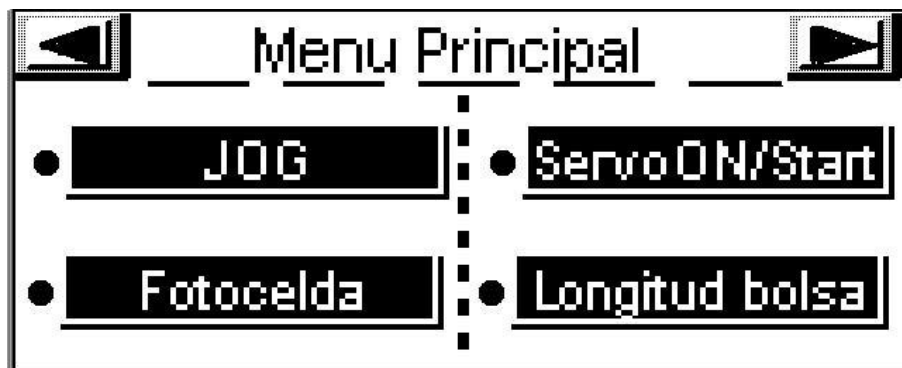 Menu Principal
JOG
Servo ON/Start
Fotocelda
Longitud bolsa